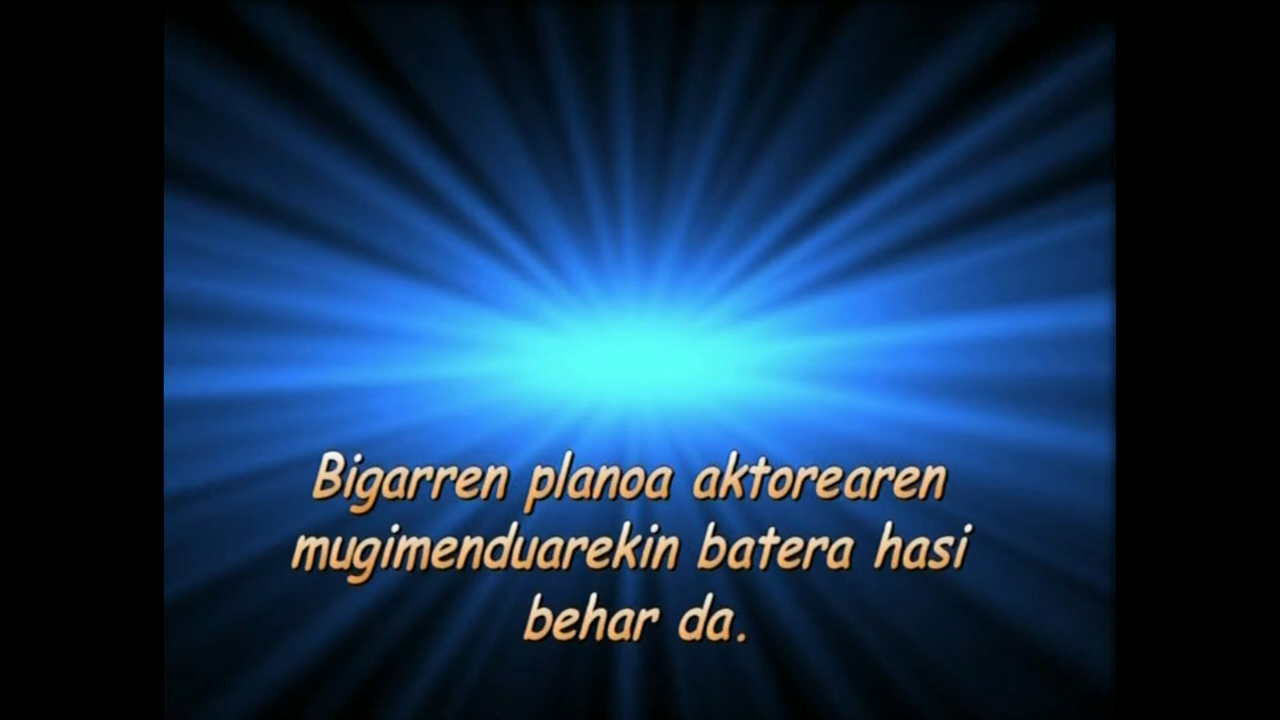 Bigarren planoa aktorearen
mugimenduarekin batera hasi
behar da.